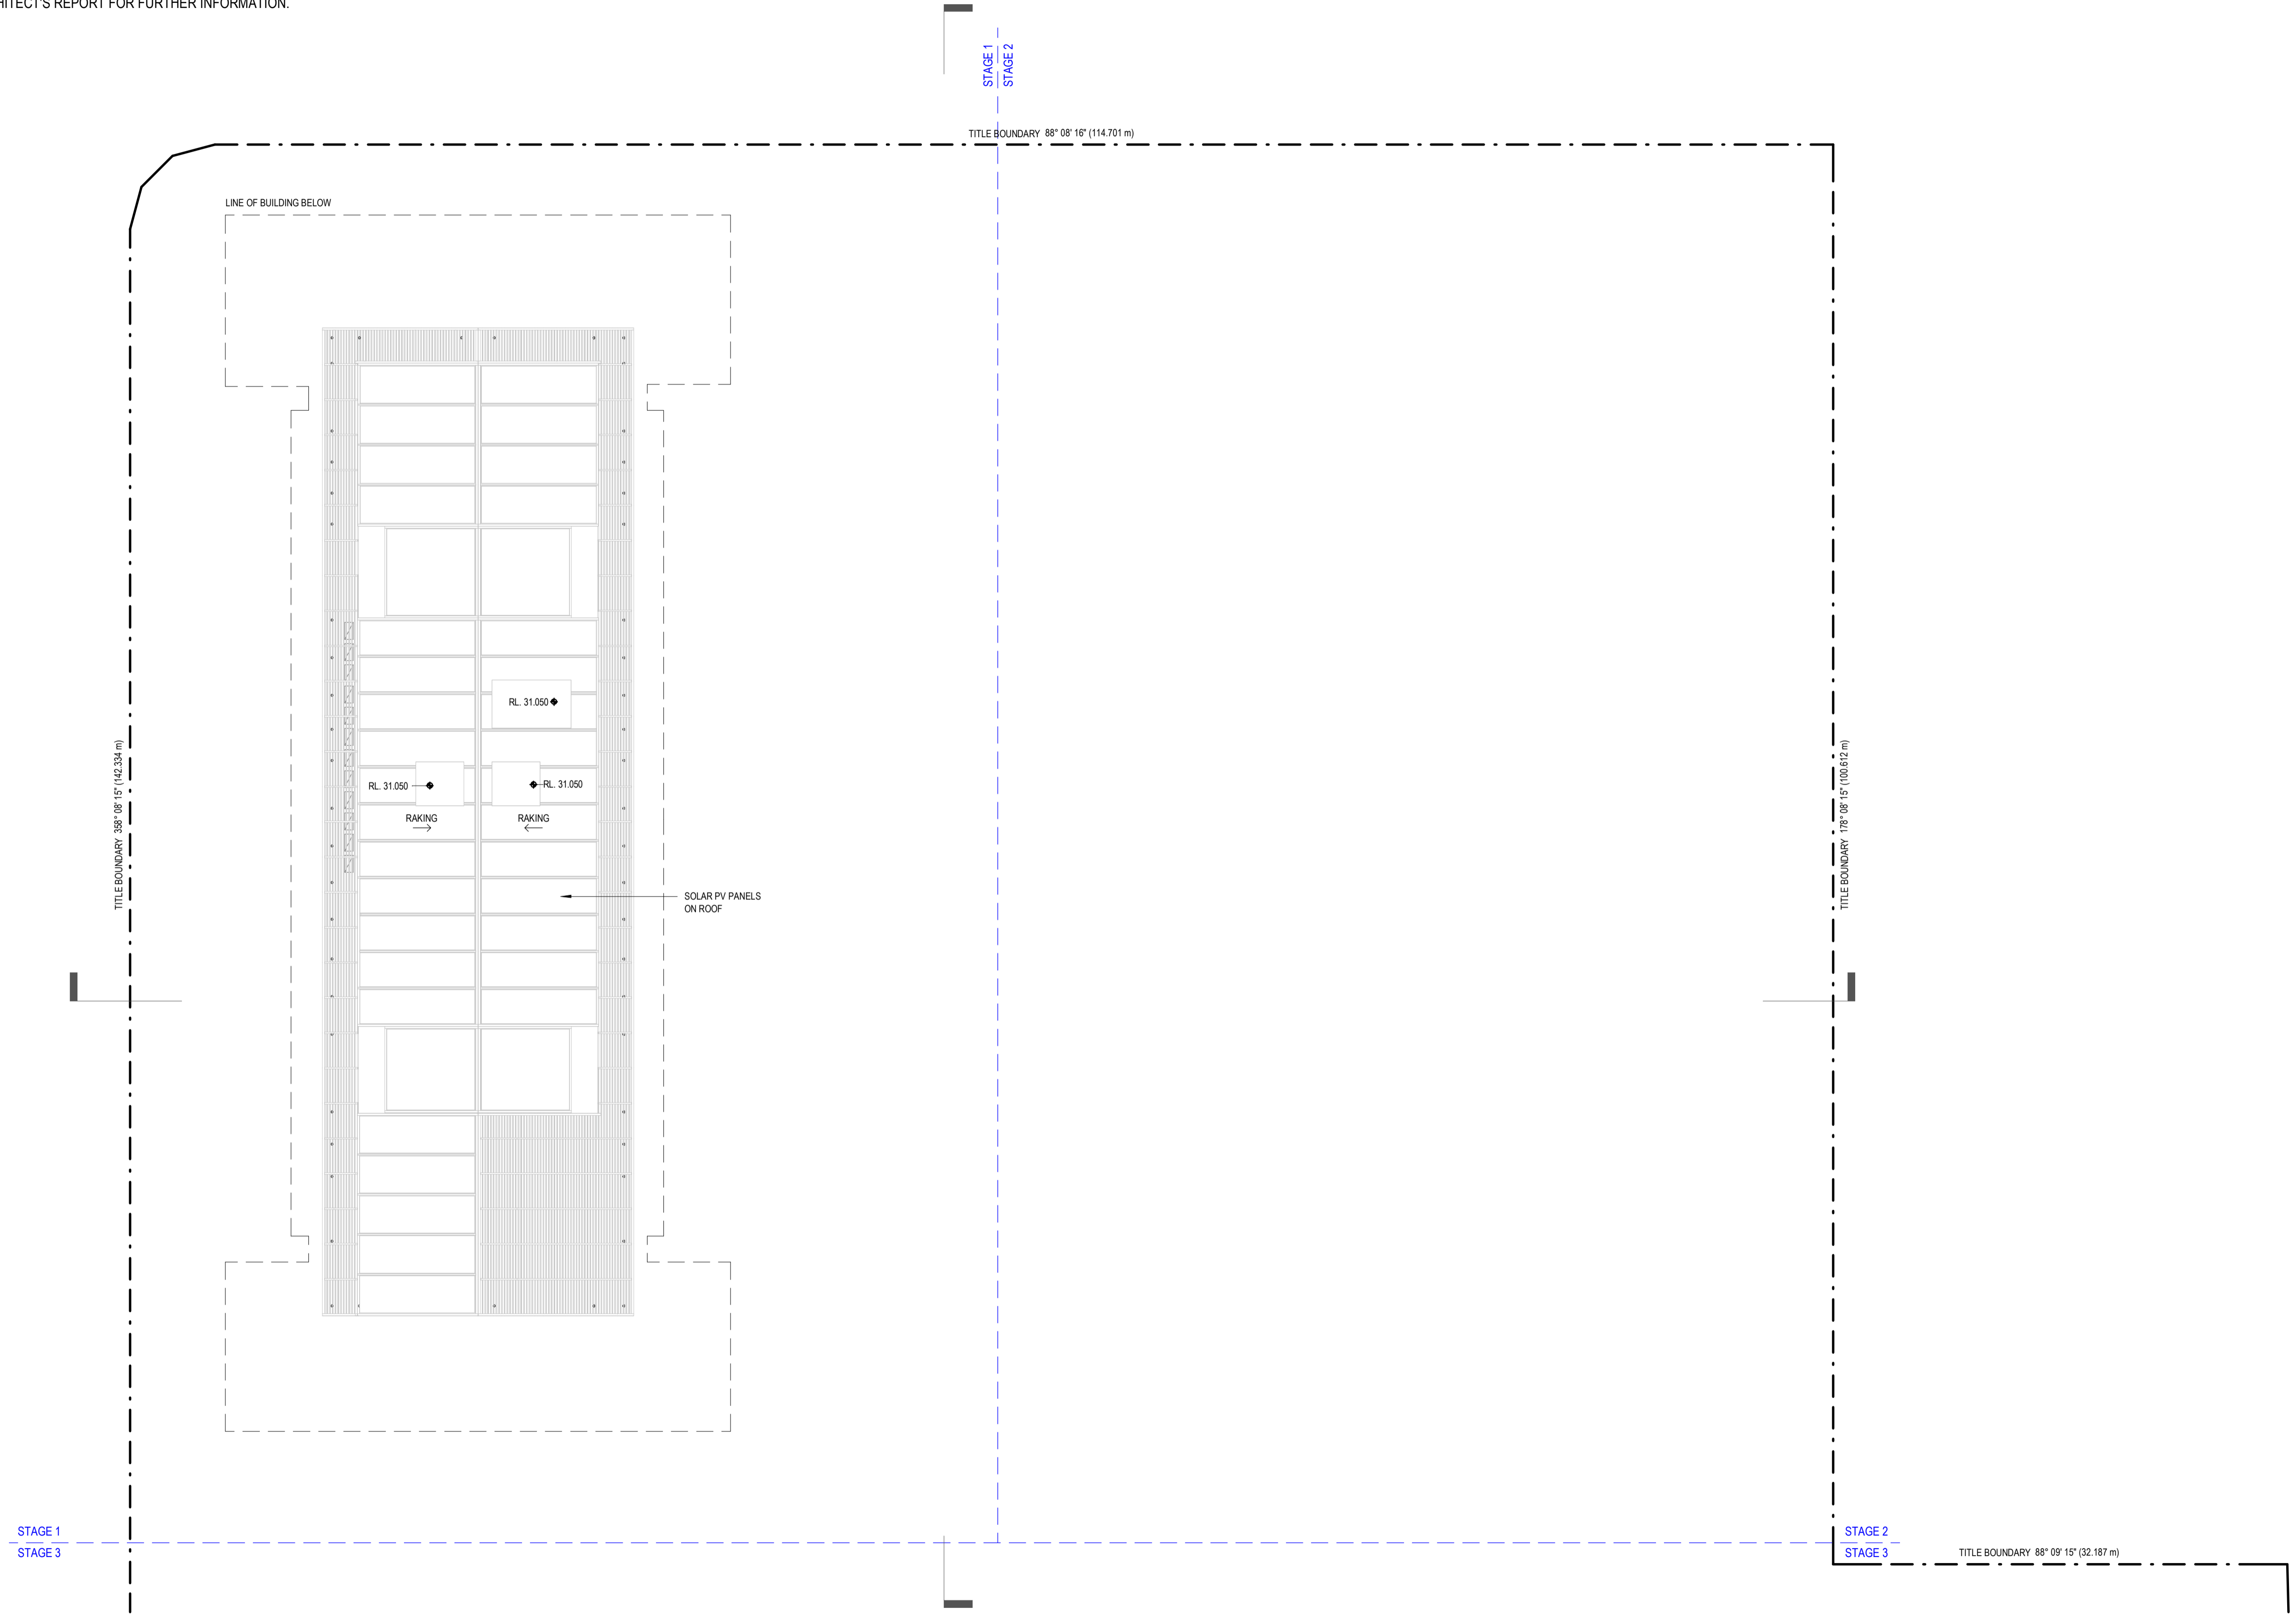 HITECT'S REPORT FOR FURTHER INFORMATION.
STAGE 1
STAGE 2
TITLE BOUNDARY 88° 08' 16" (114.701 m)
LINE OF BUILDING BELOW
RL. 31.050
RL. 31.050
RL. 31.050
RAKING
RAKING
SOLAR PV PANELS
ON ROOF
TITLE BOUNDARY 358° 08' 15" (142.334 m)
TITLE BOUNDARY 178° 08' 15" (100.612 m)
STAGE 1
STAGE 3
STAGE 2
STAGE 3
TITLE BOUNDARY 88° 09' 15" (32.187 m)